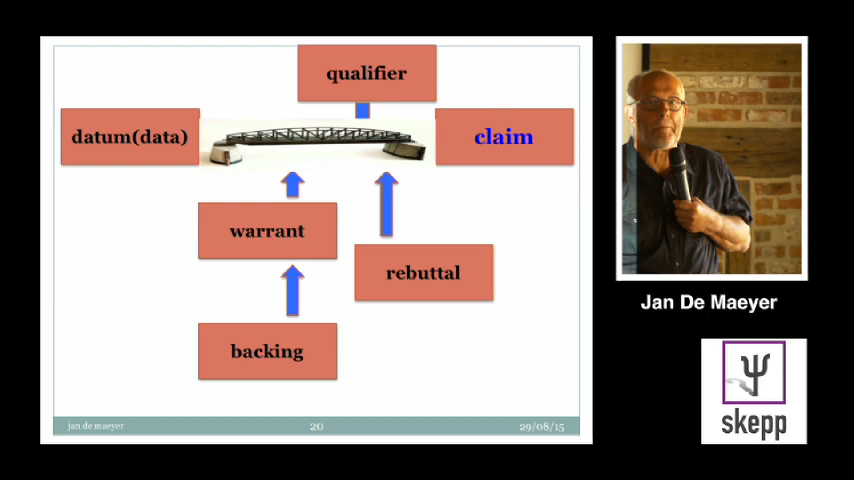 qualifier
datum(data)
claim
warrant
rebuttal
backing
jan de maeyer
20
29/08/15
Jan De Maeyer
skepp